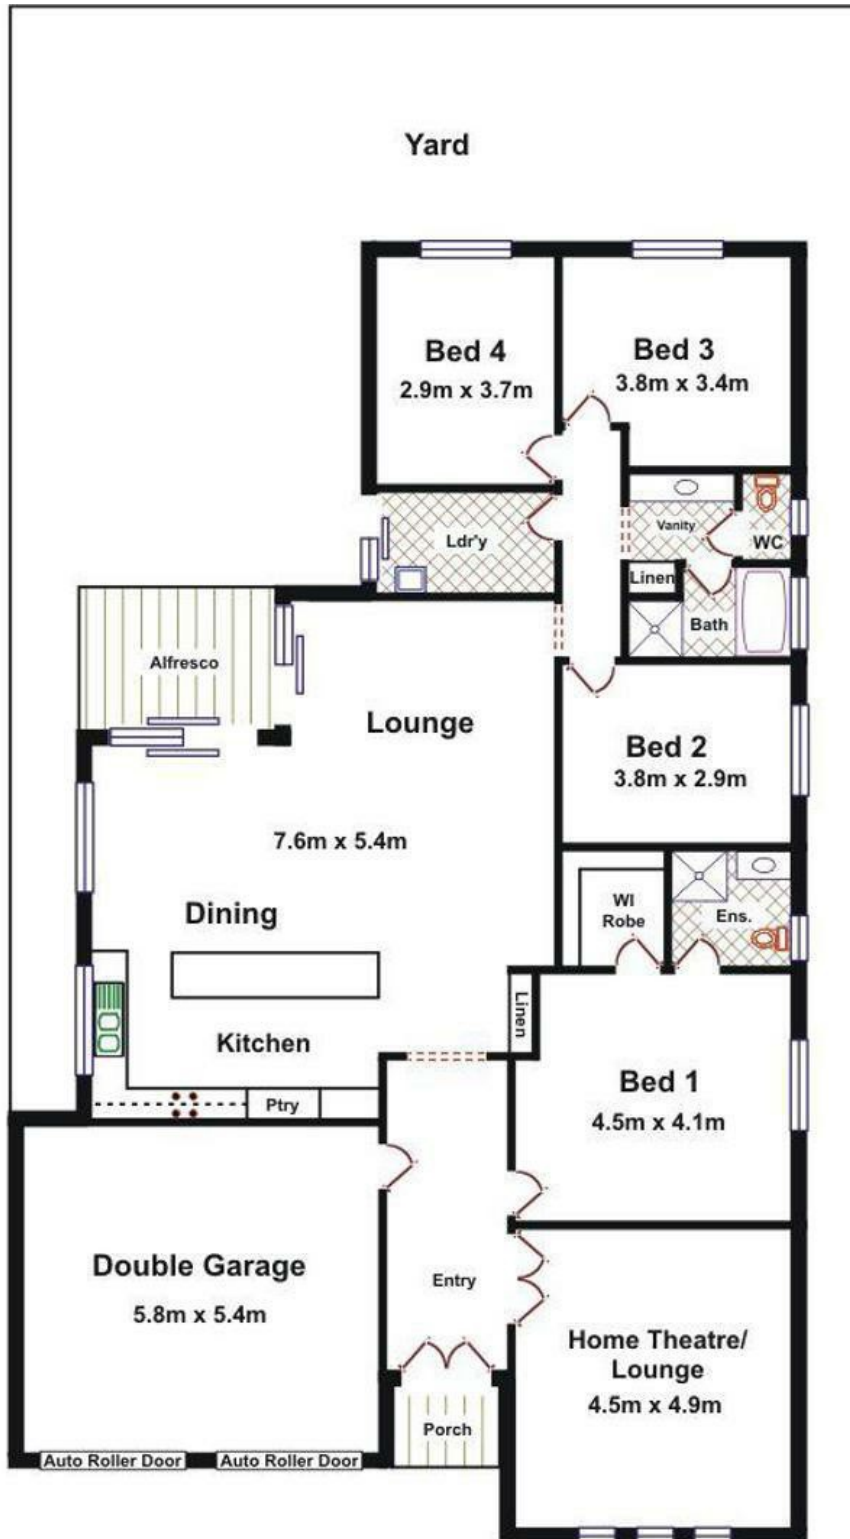 Yard
Bed 4
2.9m x 3.7m
Bed 3
3.8m x 3.4m
Ldr'y
Vanity
WC
Linen
Bath
Alfresco
Lounge
Bed 2
3.8m x 2.9m
7.6m x 5.4m
Dining
WI
Robe
Ens.
Linen
Kitchen
Ptry
Bed 1
4.5m x 4.1m
Double Garage
5.8m x 5.4m
Entry
Home Theatre/
Lounge
4.5m x 4.9m
Porch
Auto Roller Door
Auto Roller Door